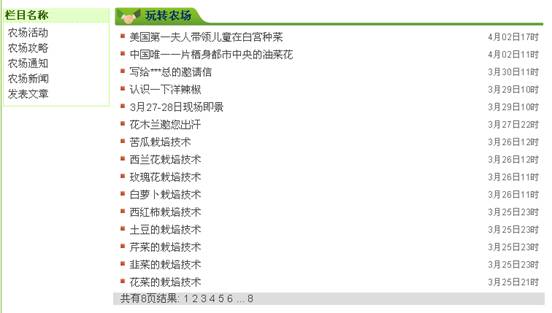 栏目名称
农场活动
农场攻略
农场通知
农场新闻
发表文章
玩转农场
美国第一夫人带领儿童在白宫种菜 4月02日17时
中国唯一一片栖身都市中央的油菜花 4月02日12时
写给***总的邀请信 3月30日11时
认识一下洋辣椒 3月29日10时
3月27-28日现场即景 3月29日10时
花木兰邀您出汗 3月27日22时
苦瓜栽培技术 3月26日12时
西兰花栽培技术 3月26日12时
玫瑰花栽培技术 3月26日11时
白萝卜栽培技术 3月26日11时
西红柿栽培技术 3月25日23时
土豆的栽培技术 3月25日23时
芹菜的栽培技术 3月25日23时
韭菜的栽培技术 3月25日23时
花菜的栽培技术 3月25日21时
共有8页结果: 1 2 3 4 5 6 ... 8